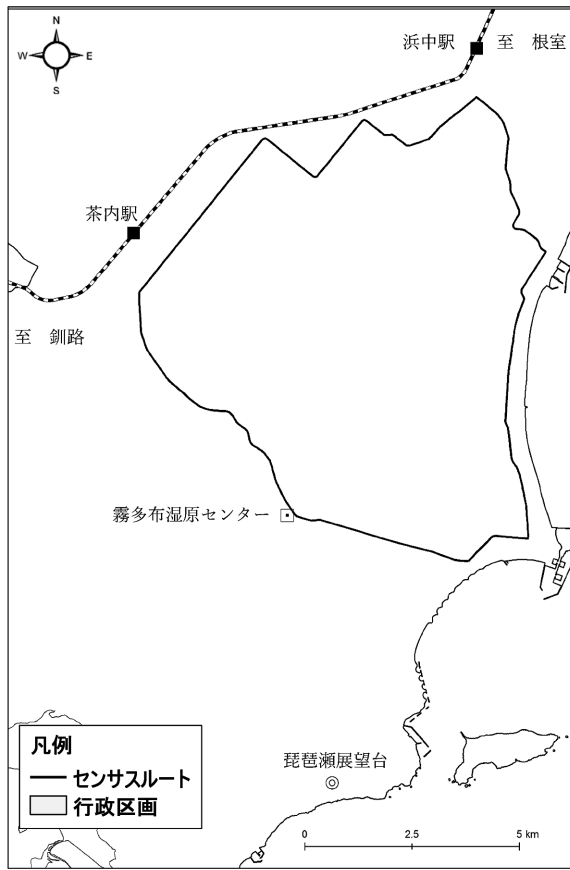 N
W E
S
浜中駅 至 根室
茶内駅
至 釧路
霧多布湿原センター
琵琶瀬展望台
凡例
センサスルート
行政区画
0 2.5 5 km